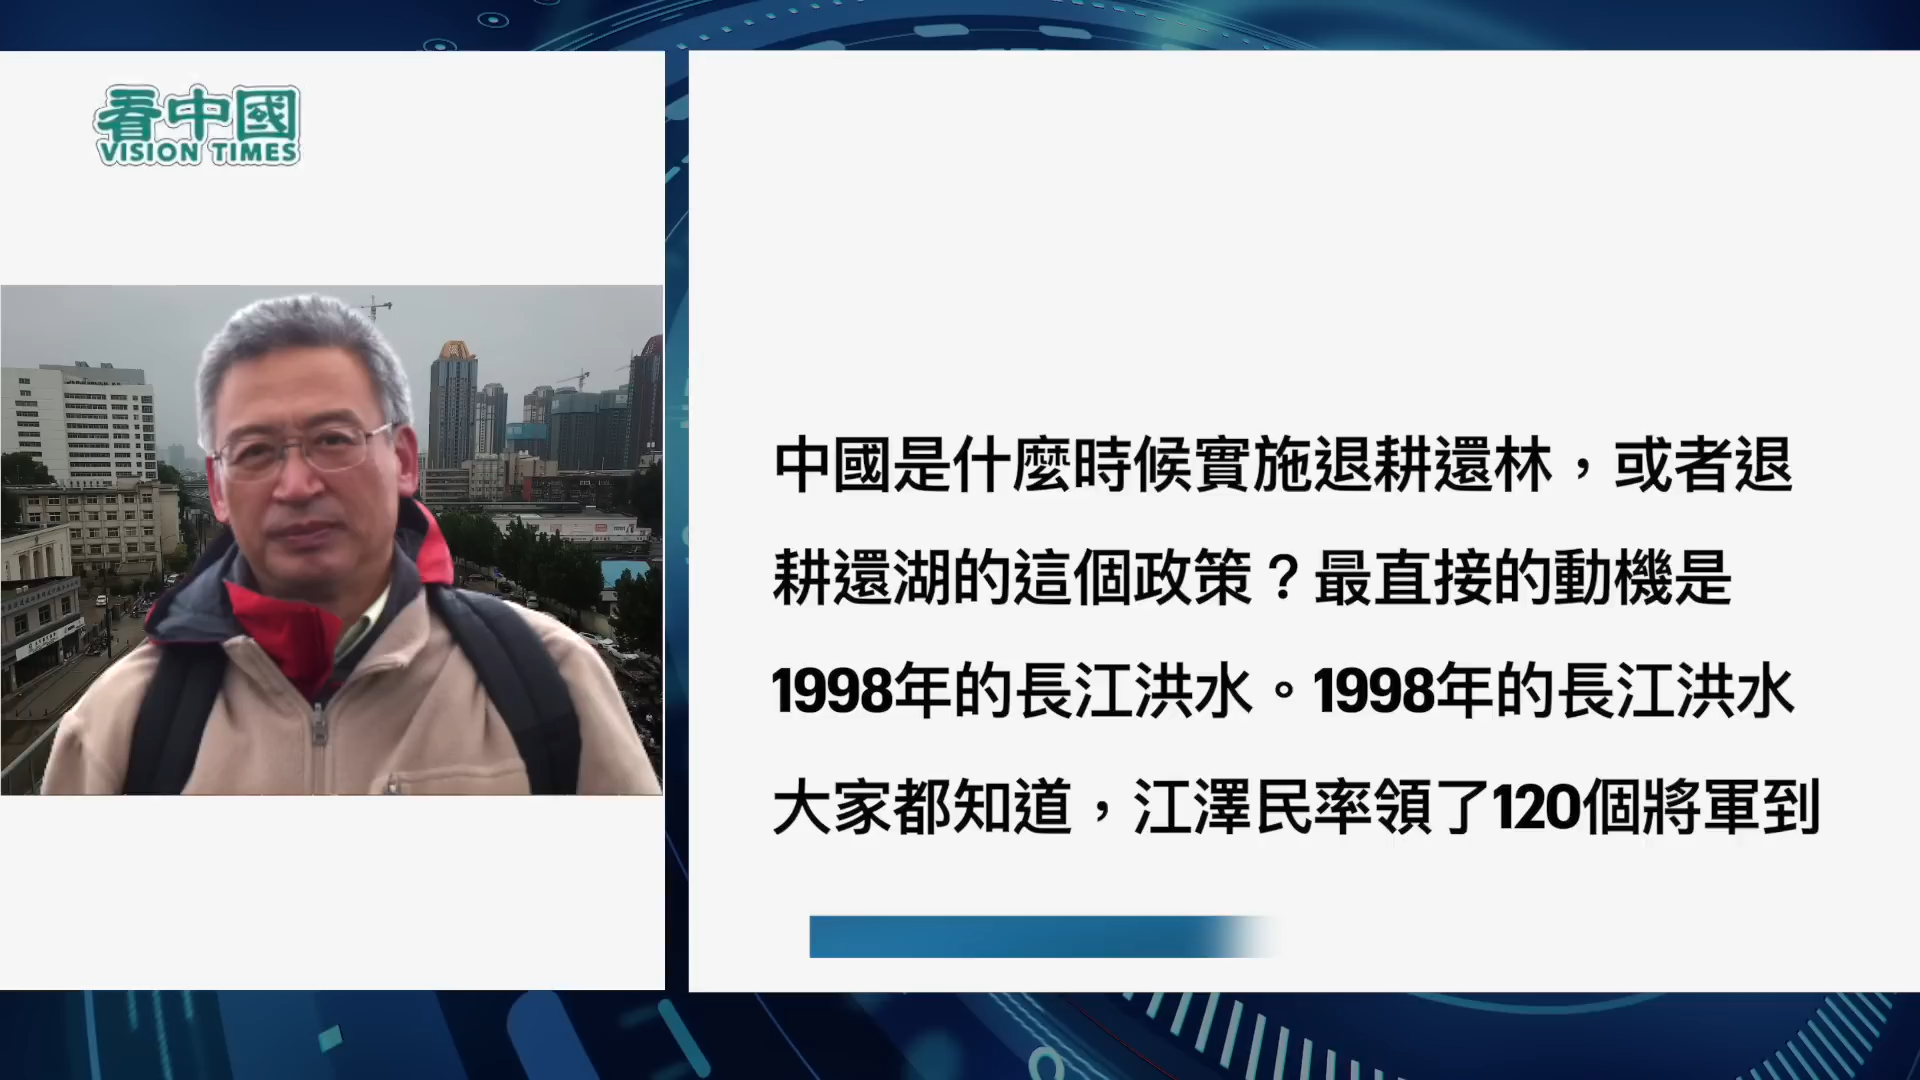 看中國
VISION TIMES
中國是什麼時候實施退耕還林，或者退
耕還湖的這個政策？最直接的動機是
1998年的長江洪水。1998年的長江洪水
大家都知道，江澤民率領了120個將軍到